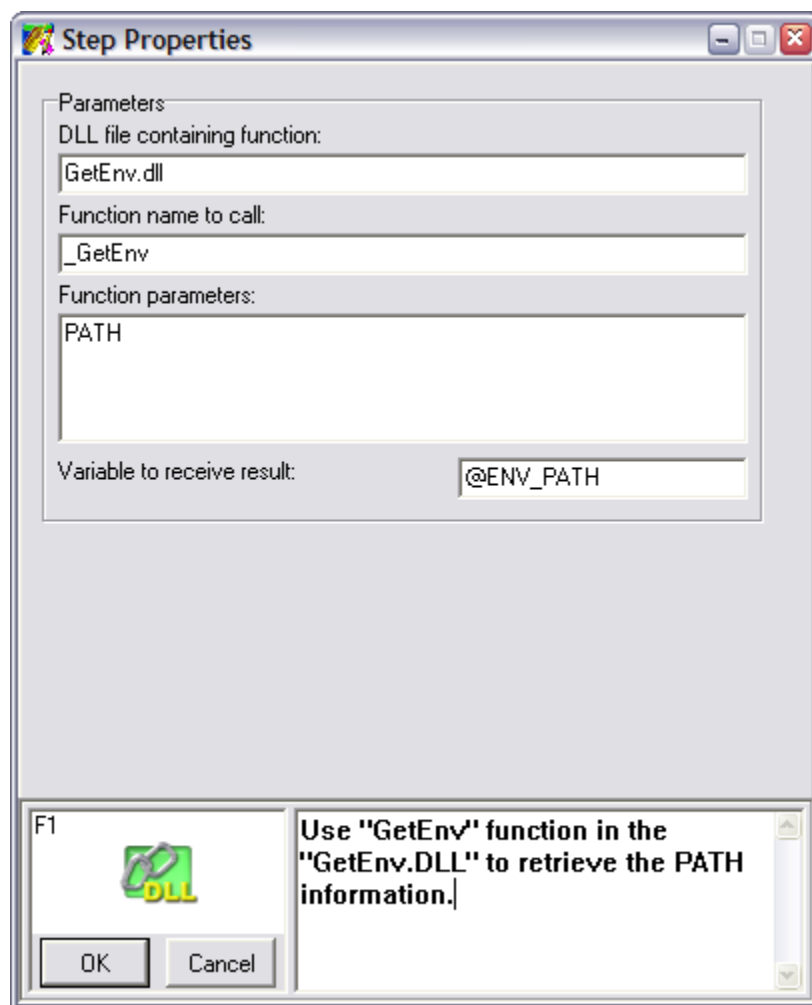 Step Properties
Parameters
DLL file containing function:
GetEnv.dll
Function name to call:
_GetEnv
Function parameters:
PATH
Variable to receive result:
@ENV_PATH
F1
DLL
OK
Cancel
Use "GetEnv" function in the
"GetEnv.DLL" to retrieve the PATH
information.